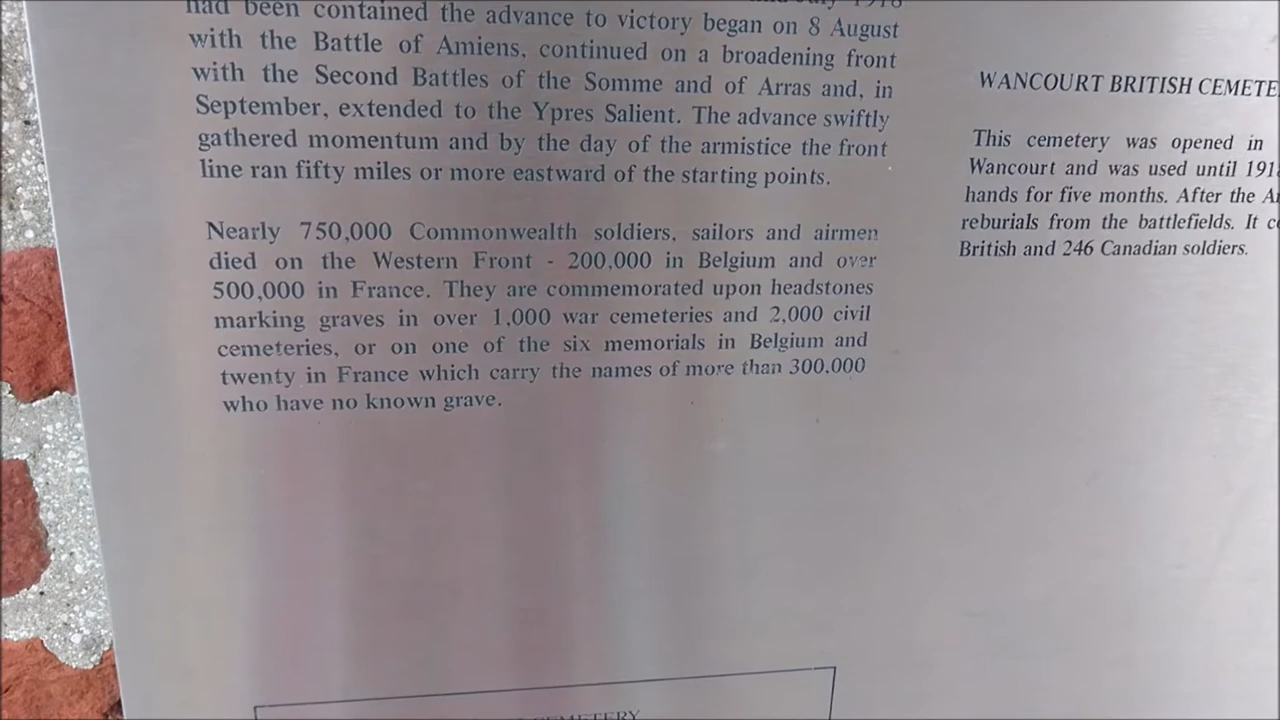 had been contained the advance to victory began on 8 August
with the Battle of Amiens, continued on a broadening front
with the Second Battles of the Somme and of Arras and, in
September, extended to the Ypres Salient. The advance swiftly
gathered momentum and by the day of the armistice the front
line ran fifty miles or more eastward of the starting points.
Nearly 750,000 Commonwealth soldiers, sailors and airmen
died on the Western Front - 200,000 in Belgium and over
500,000 in France. They are commemorated upon headstones
marking graves in over 1,000 war cemeteries and 2,000 civil
cemeteries, or on one of the six memorials in Belgium and
twenty in France which carry the names of more than 300,000
who have no known grave.
WANCOURT BRITISH CEMETE
This cemetery was opened in
Wancourt and was used until 191
hands for five months. After the
reburials from the battlefields. It
British and 246 Canadian soldiers.